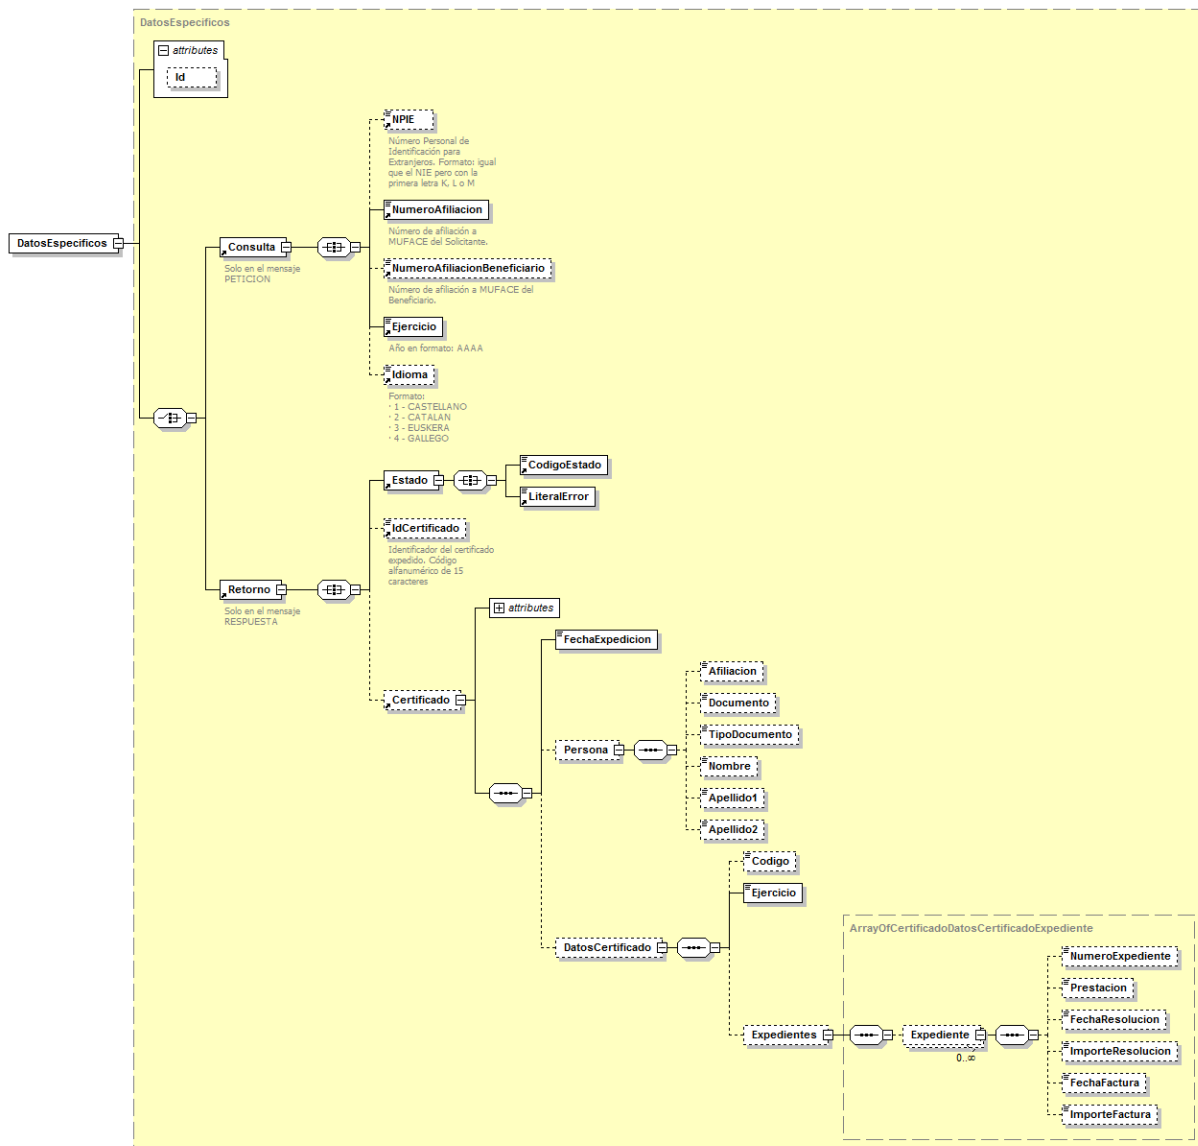 DatosEspecificos
attributes
Id
NPIE
Número Personal de
Identificación para
Extranjeros. Formato: igual
que el NIE pero con la
primera letra K, L o M
NumeroAfiliacion
Número de afiliación a
MUFACE del Solicitante.
DatosEspecificos
Consulta
Solo en el mensaje
PETICION
NumeroAfiliacionBeneficiario
Número de afiliación a MUFACE del
Beneficiario.
Ejercicio
Año en formato: AAAA
Idioma
Formato:
· 1 - CASTELLANO
· 2 - CATALAN
· 3 - EUSKERA
· 4 - GALLEGO
Estado
CodigoEstado
LiteralError
IdCertificado
Identificador del certificado
expedido. Código
alfanumérico de 15
caracteres
Retorno
Solo en el mensaje
RESPUESTA
attributes
FechaExpedicion
Certificado
Afiliacion
Documento
TipoDocumento
Persona
Nombre
Apellido1
Apellido2
Codigo
Ejercicio
DatosCertificado
ArrayOfCertificadoDatosCertificadoExpediente
NumeroExpediente
Prestacion
FechaResolucion
Expedientes
Expediente
0..∞
ImporteResolucion
FechaFactura
ImporteFactura